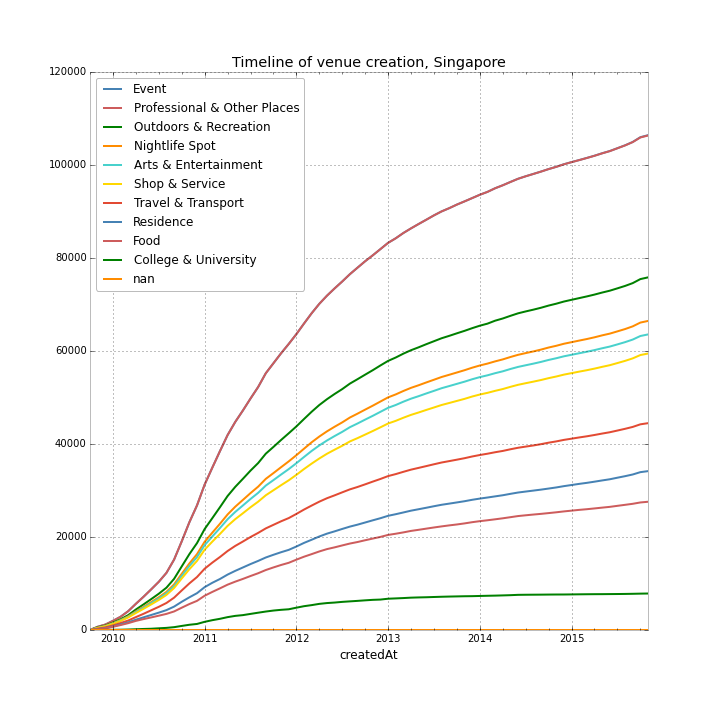 Timeline of venue creation, Singapore
120000
100000
80000
60000
40000
20000
0
Event
Professional & Other Places
Outdoors & Recreation
Nightlife Spot
Arts & Entertainment
Shop & Service
Travel & Transport
Residence
Food
College & University
nan
2010 2011 2012 2013 2014 2015
createdAt